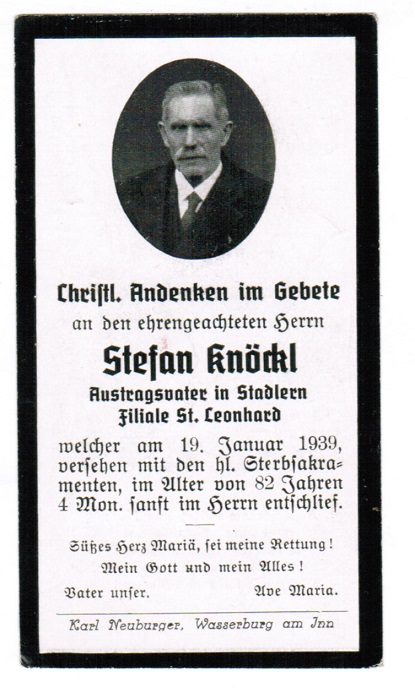 Christl. Andenken im Gebete
an den ehrengeachteten Herrn
3
Stefan Knöckl
Austragsvater in Stadlern
Filiale St. Leonhard
welcher am 19. Januar 1939,
versehen mit den hl. Sterbsakra-
menten, im Alter von 82 Jahren
4 Mon. sanft im Herrn entschlief.
Süßes Herz Mariä, sei meine Rettung!
Mein Gott und mein Alles!
Vater unser. Ave Maria.
Karl Neuburger, Wasserburg am Inn